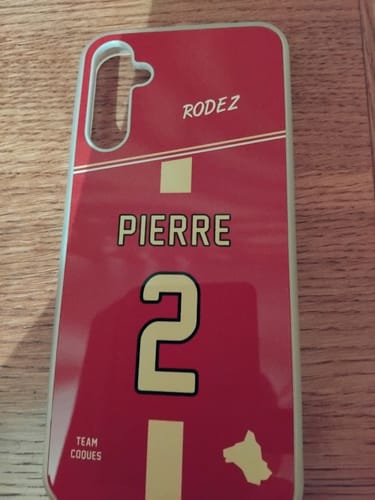 RODEZ
PIERRE
2
TEAM
COQUES